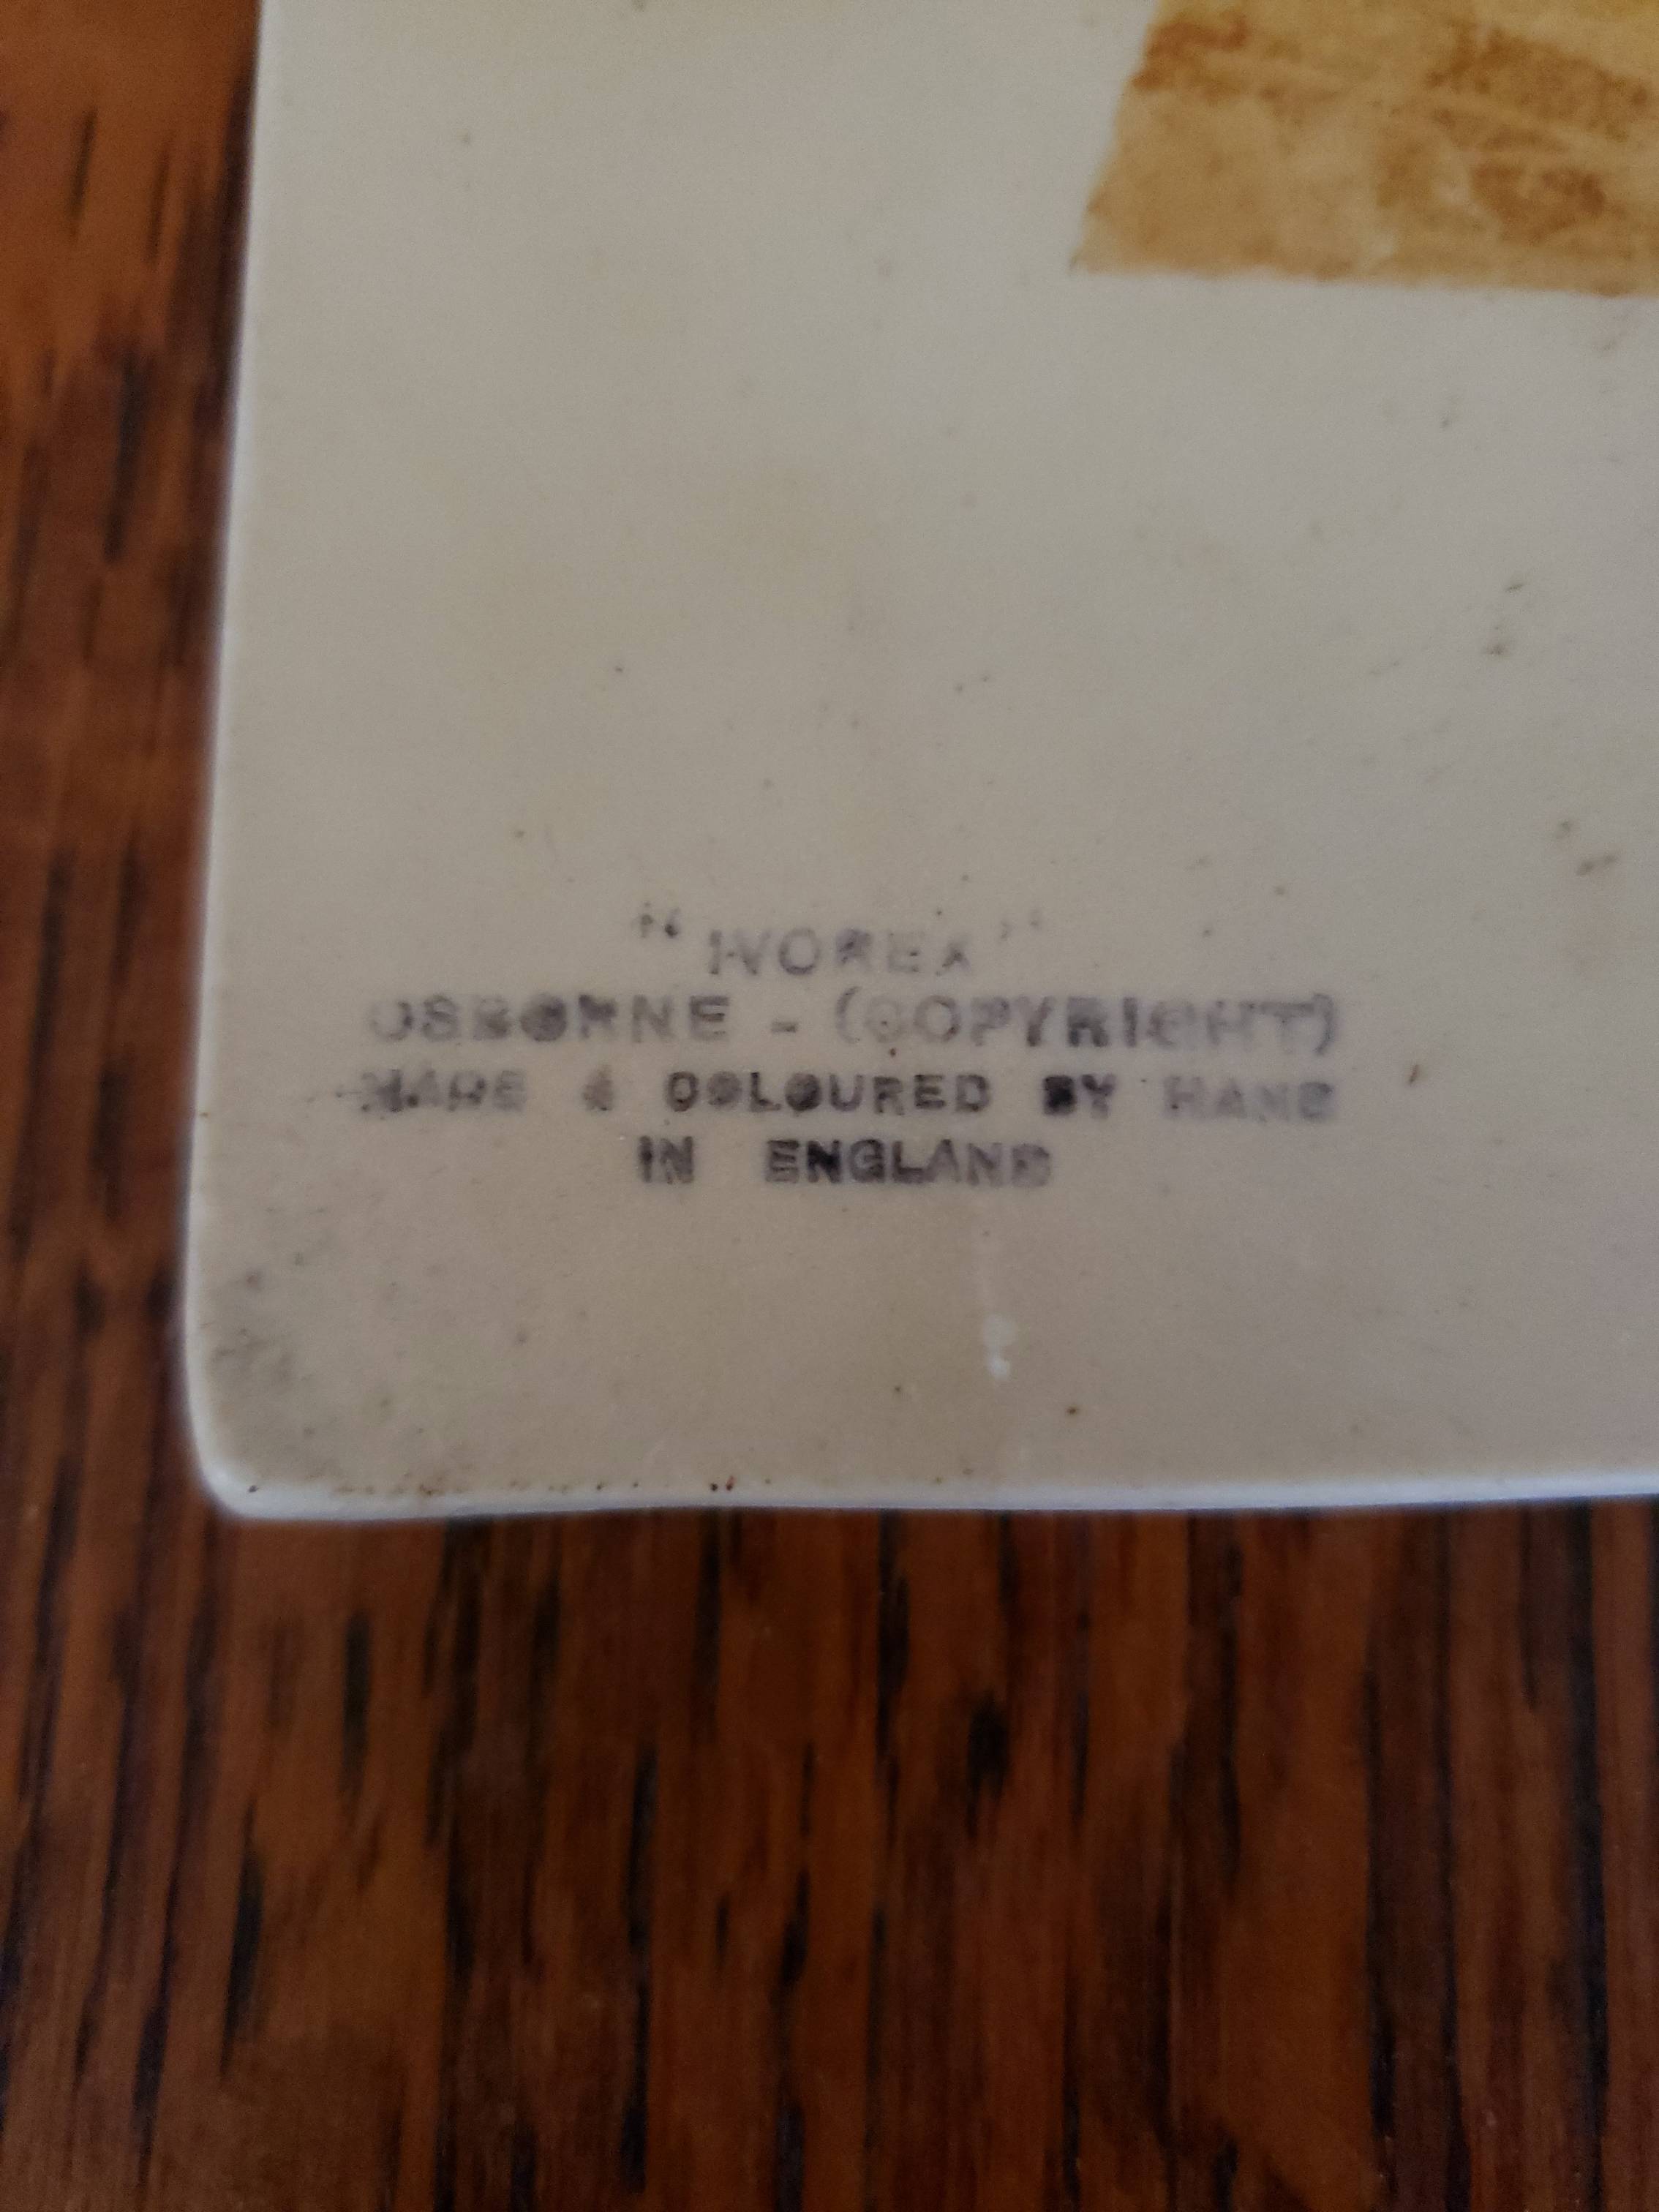 "IVOREX"
OSBORNE - (COPYRIGHT)
MADE & COLOURED BY HAND
IN ENGLAND